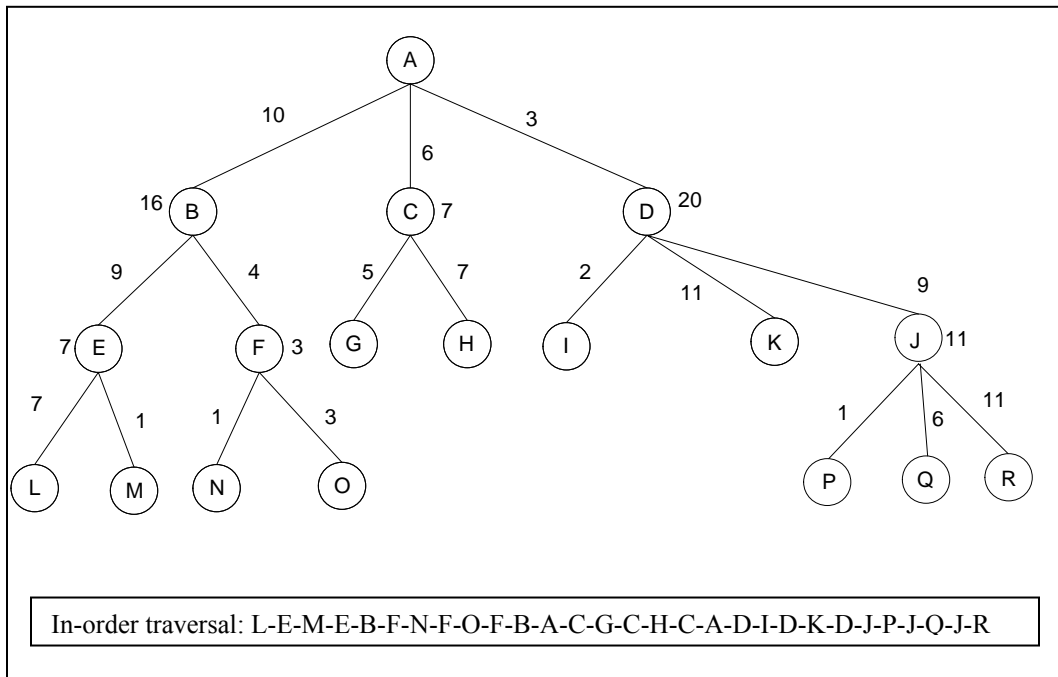 A
10
6
3
16 B
C 7
D 20
9
4
5
7
2
11
9
7 E
F 3
G
H
I
K
J 11
7
1
1
3
1
6
11
L
M
N
O
P
Q
R
In-order traversal: L-E-M-E-B-F-N-F-O-F-B-A-C-G-C-H-C-A-D-I-D-K-D-J-P-J-Q-J-R